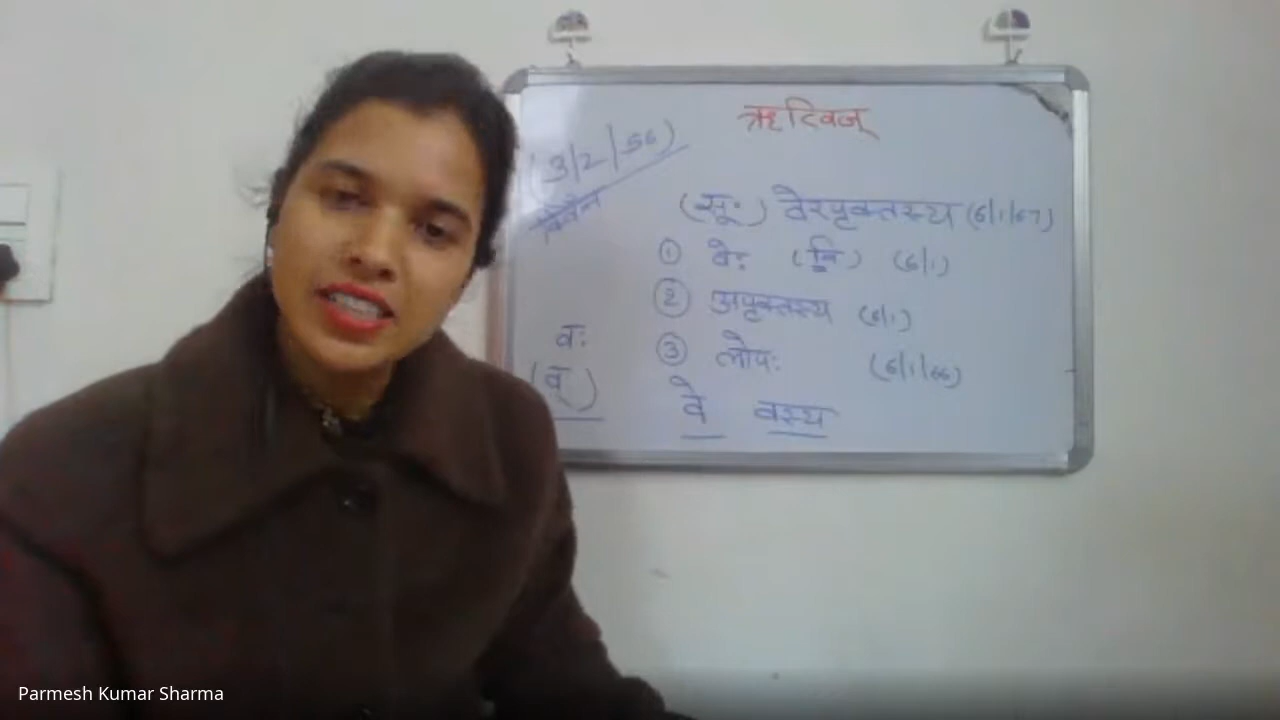 ऋत्विज्
(3/2/56)
(सूः) वेरपृक्तस्य (6/1/67)
① वेः (वि) (6/1)
② अपृक्तस्य (6/1)
③ लोपः (6/1/66)
वः
(व्)
वे वस्य
Parmesh Kumar Sharma